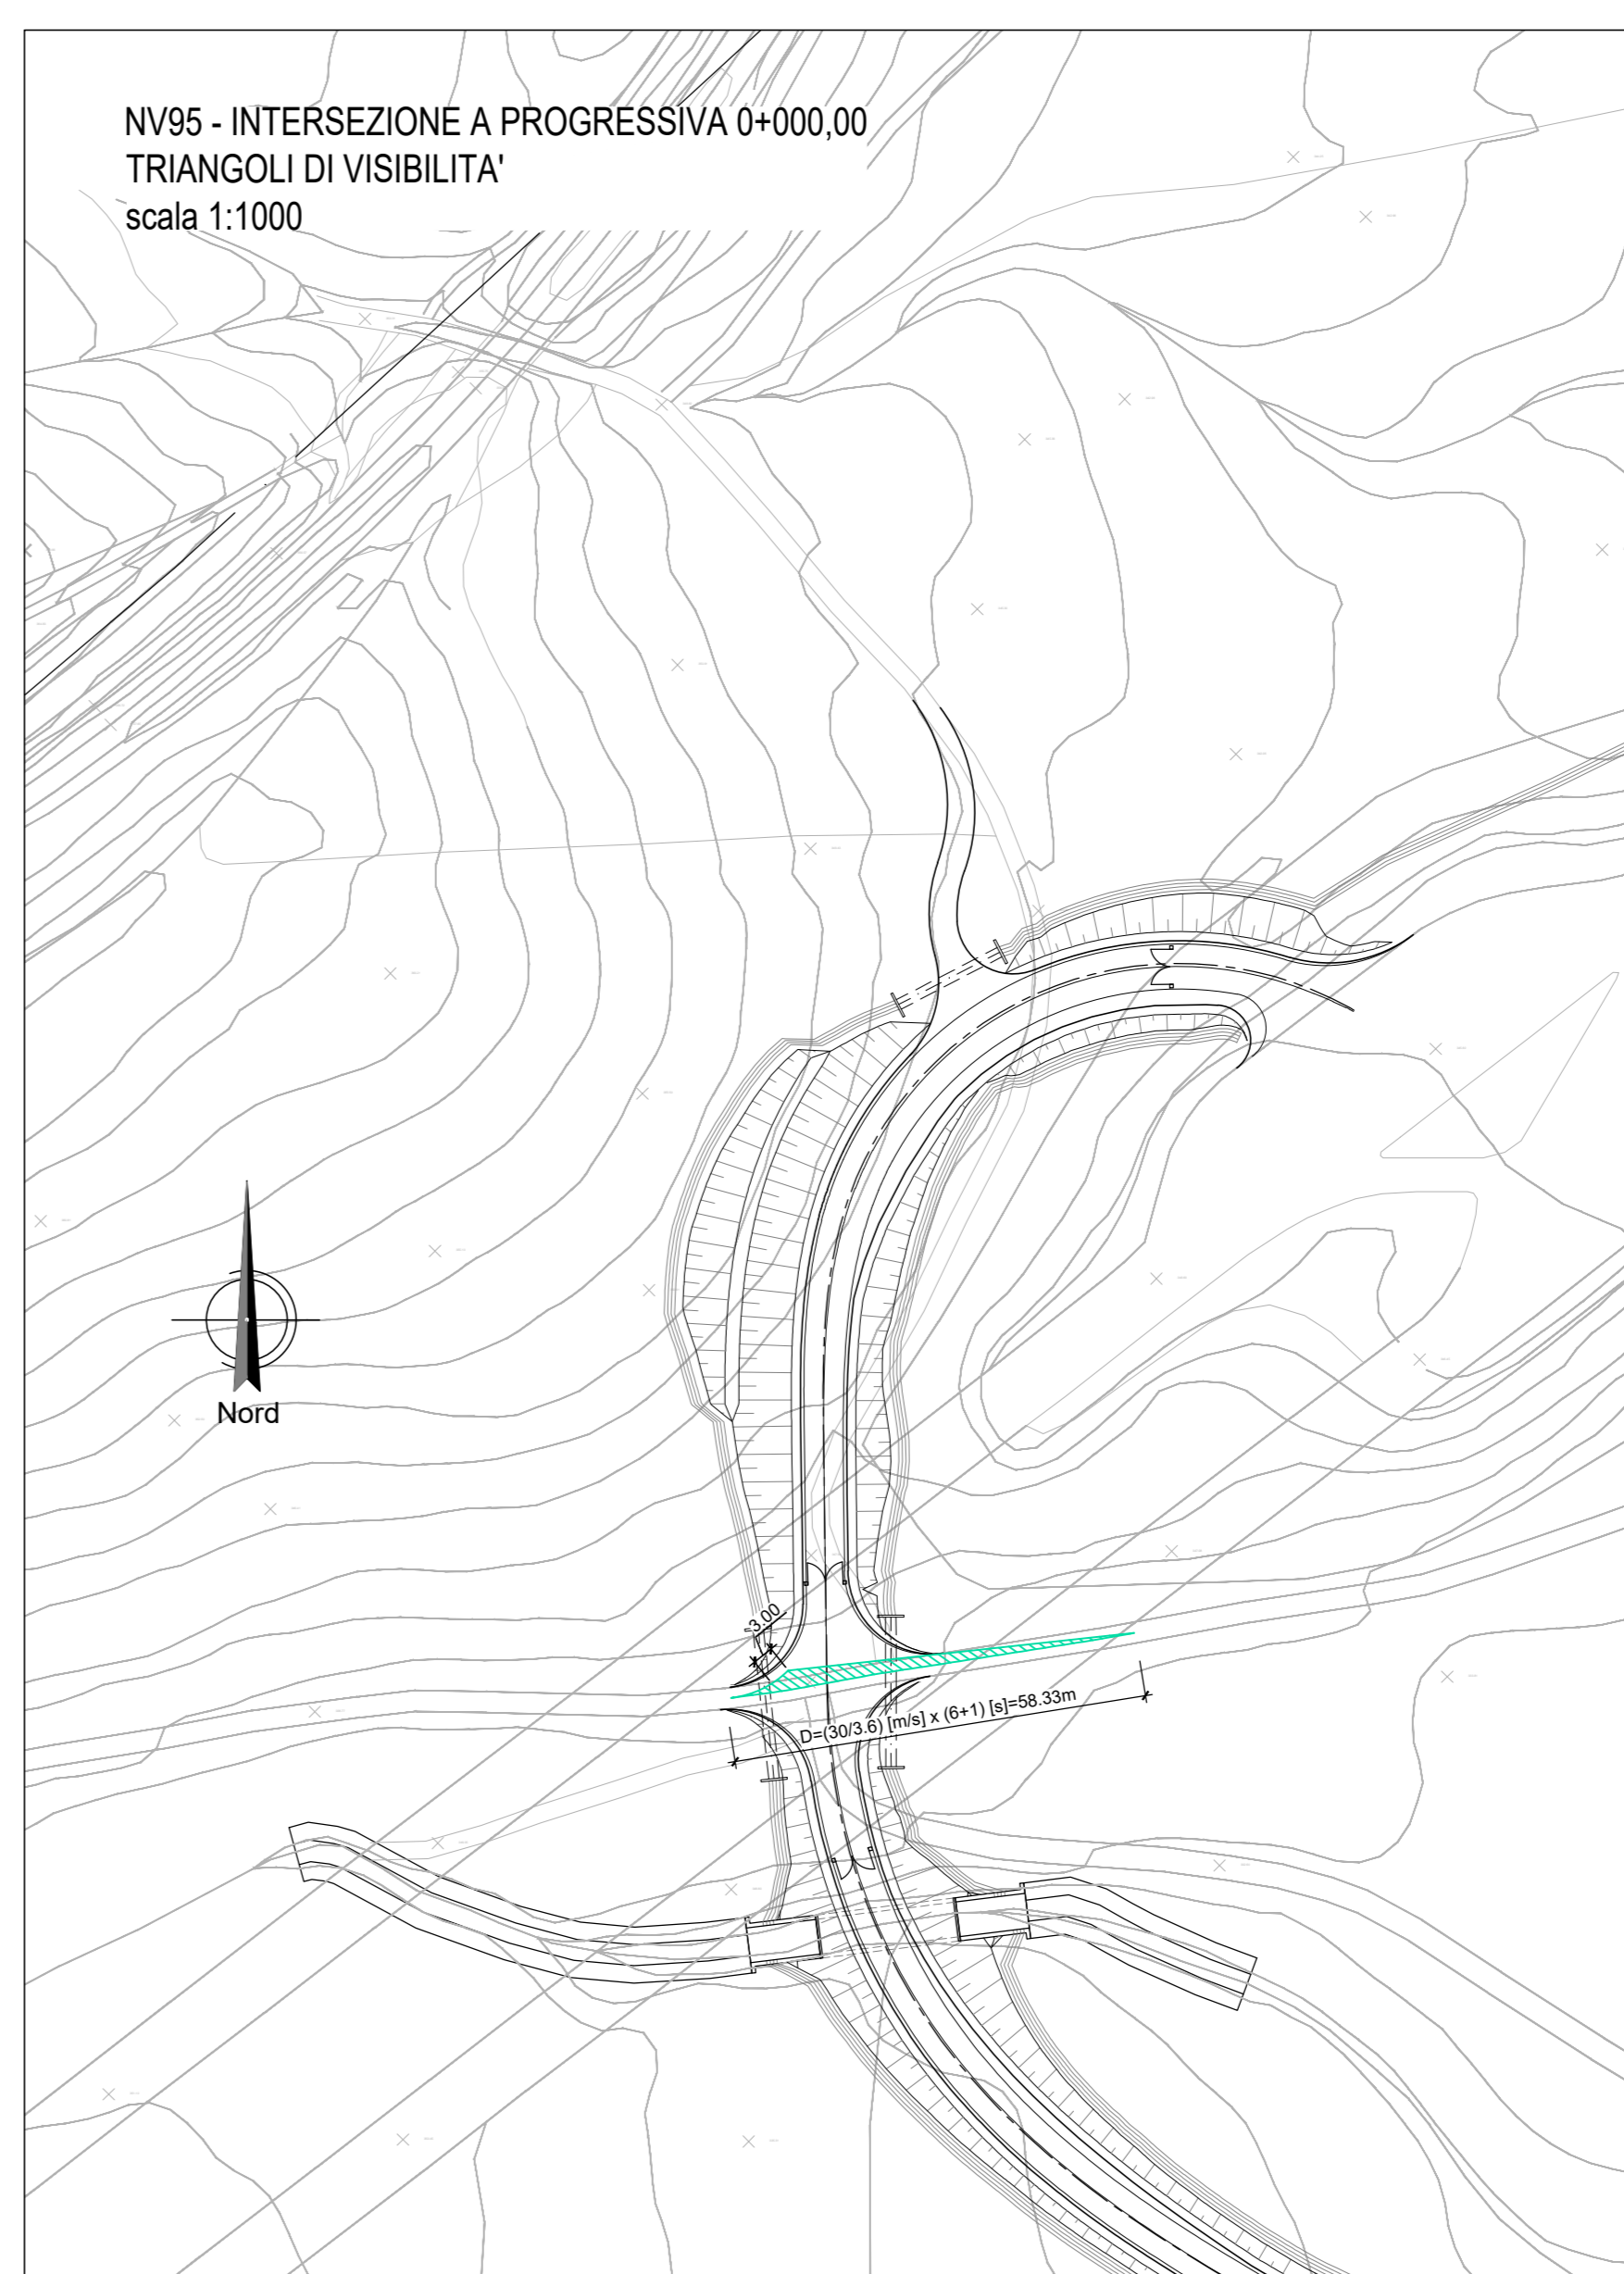 NV95 - INTERSEZIONE A PROGRESSIVA 0+000,00
TRIANGOLI DI VISIBILITA'
scala 1:1000
Nord
3.00
D=(30/3.6) [m/s] x (6+1) [s]=58.33m